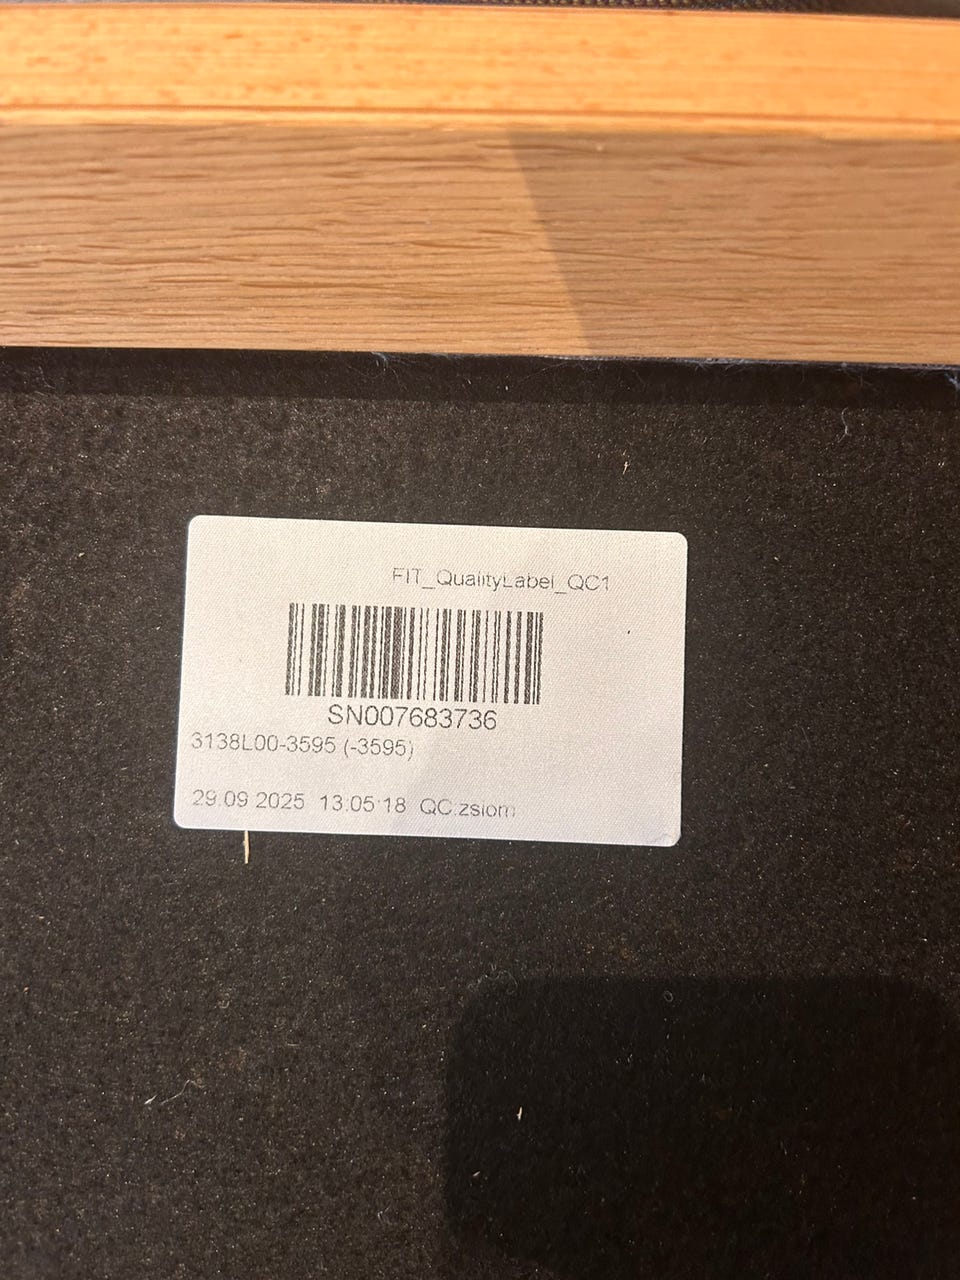 FIT_QualityLabel_QC1
SN007683736
3138L00-3595 (-3595)
29.09.2025 13:05:18 QC:zsiom